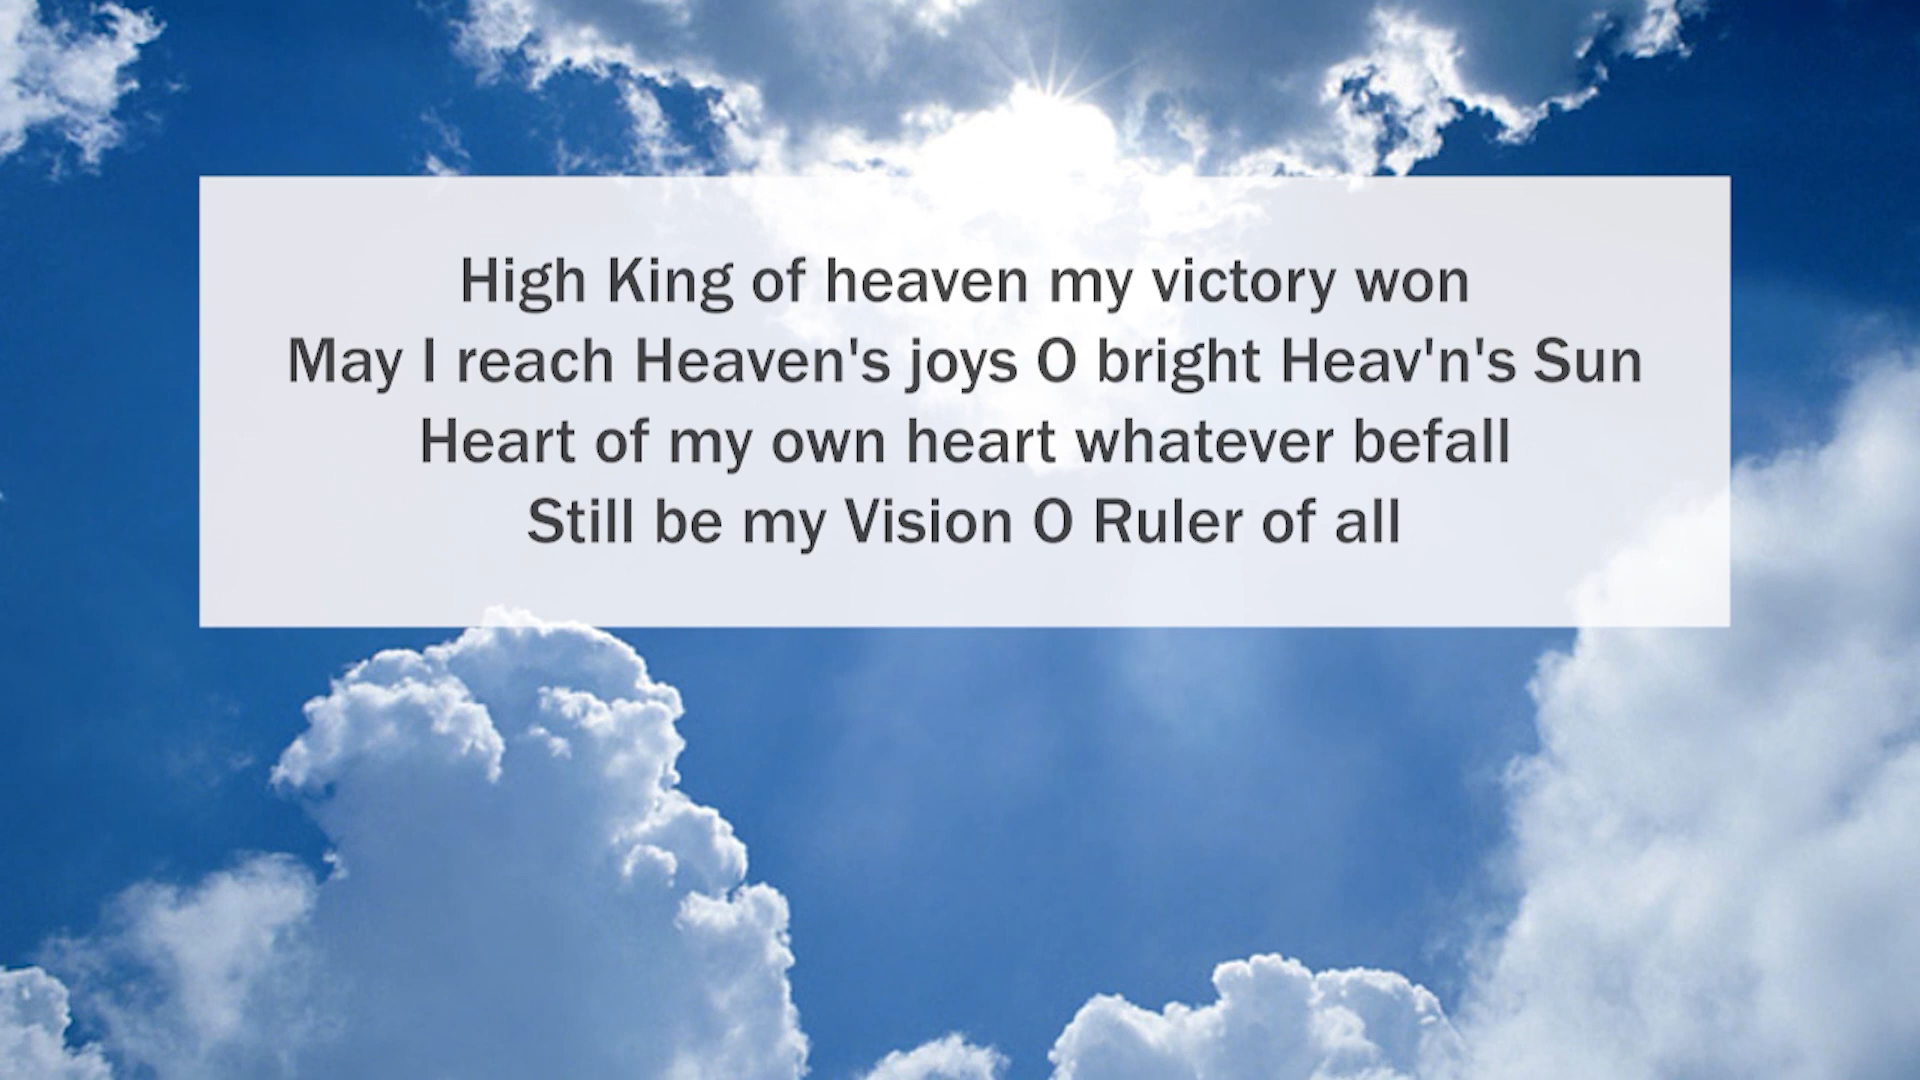 High King of heaven my victory won
May I reach Heaven's joys O bright Heav'n's Sun
Heart of my own heart whatever befall
Still be my Vision O Ruler of all